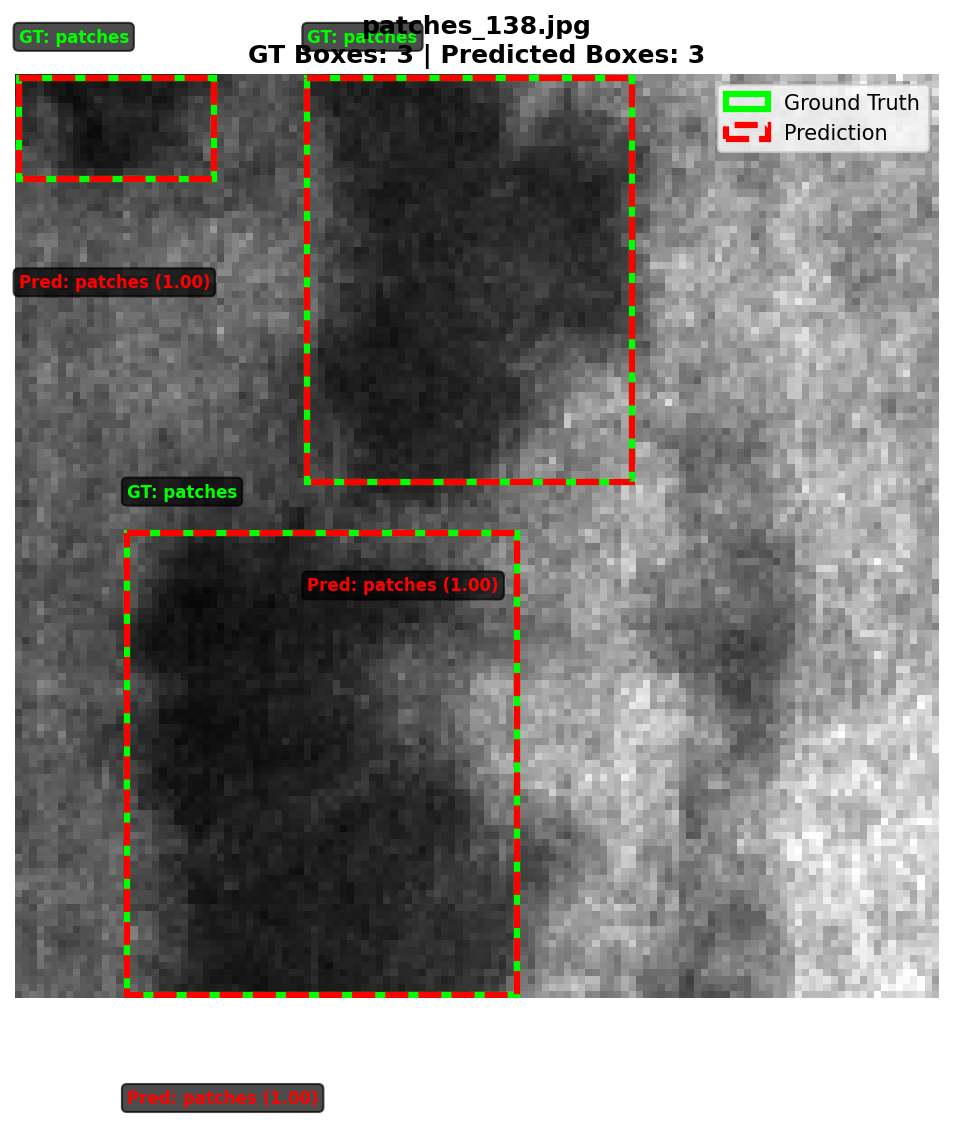 patches_138.jpg
GT Boxes: 3 | Predicted Boxes: 3
GT: patches
GT: patches
Ground Truth
Prediction
Pred: patches (1.00)
GT: patches
Pred: patches (1.00)
Pred: patches (1.00)